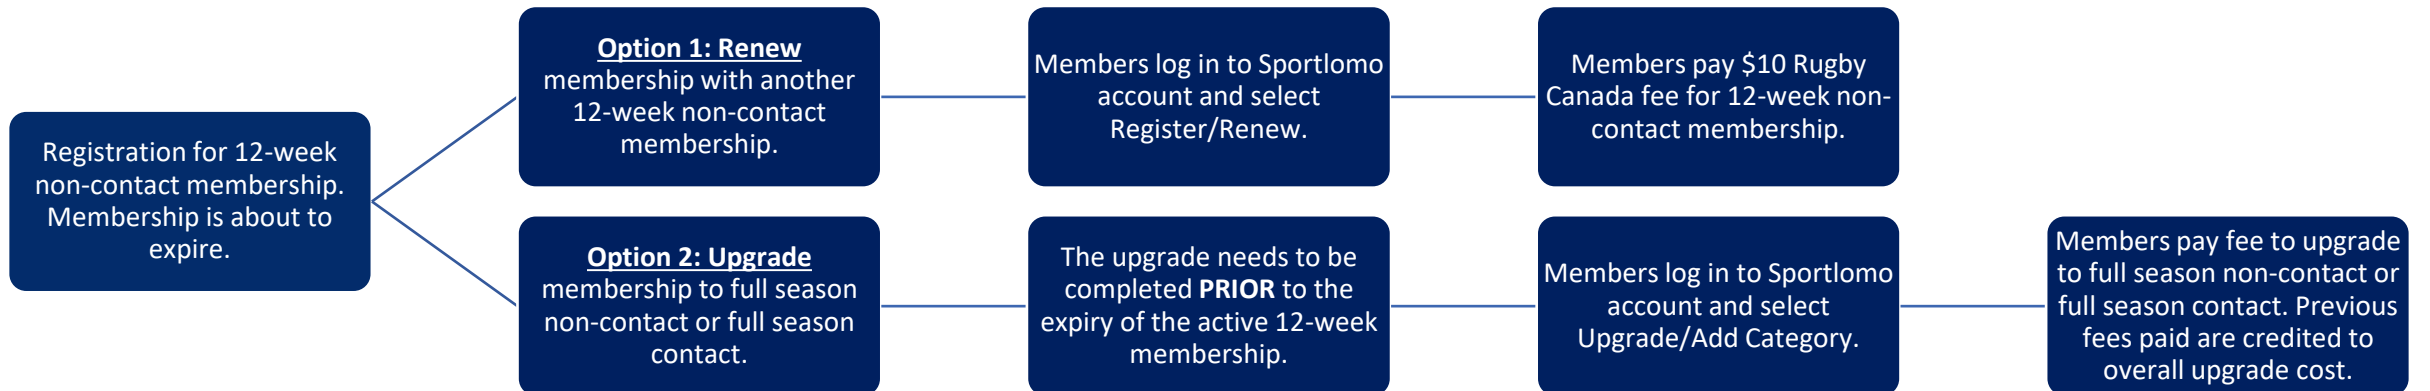 Registration for 12-week
non-contact membership.
Membership is about to
expire.
Option 1: Renew
membership with another
12-week non-contact
membership.
Members log in to Sportlomo
account and select
Register/Renew.
Members pay $10 Rugby
Canada fee for 12-week non-
contact membership.
Option 2: Upgrade
membership to full season
non-contact or full season
contact.
The upgrade needs to be
completed PRIOR to the
expiry of the active 12-week
membership.
Members log in to Sportlomo
account and select
Upgrade/Add Category.
Members pay fee to upgrade
to full season non-contact or
full season contact. Previous
fees paid are credited to
overall upgrade cost.